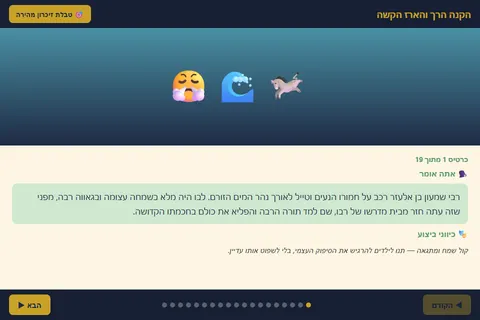 הקנה הרך והארז הקשה
🎯 טבלת זיכרון מהירה
ברטיס 1 מתוך 19
🗣 אתה אומר
רבי שמעון בן אלעזר רכב על חמורו הנעים וטייל לאורך נהר המים הזורם. לבו היה מלא בשמחה עצומה ובגאווה רבה, מפני
שזה עתה חזר מבית מדרשו של רבו, שם למד תורה הרבה והפליא את כולם בחכמתו הקדושה.
🎭 כיווני ביצוע
קול שמח ומתגאה — תנו לילדים להרגיש את הסיפוק העצמי, בלי לשפוט אותו עדיין.
◀ הקודם
הבא ▶